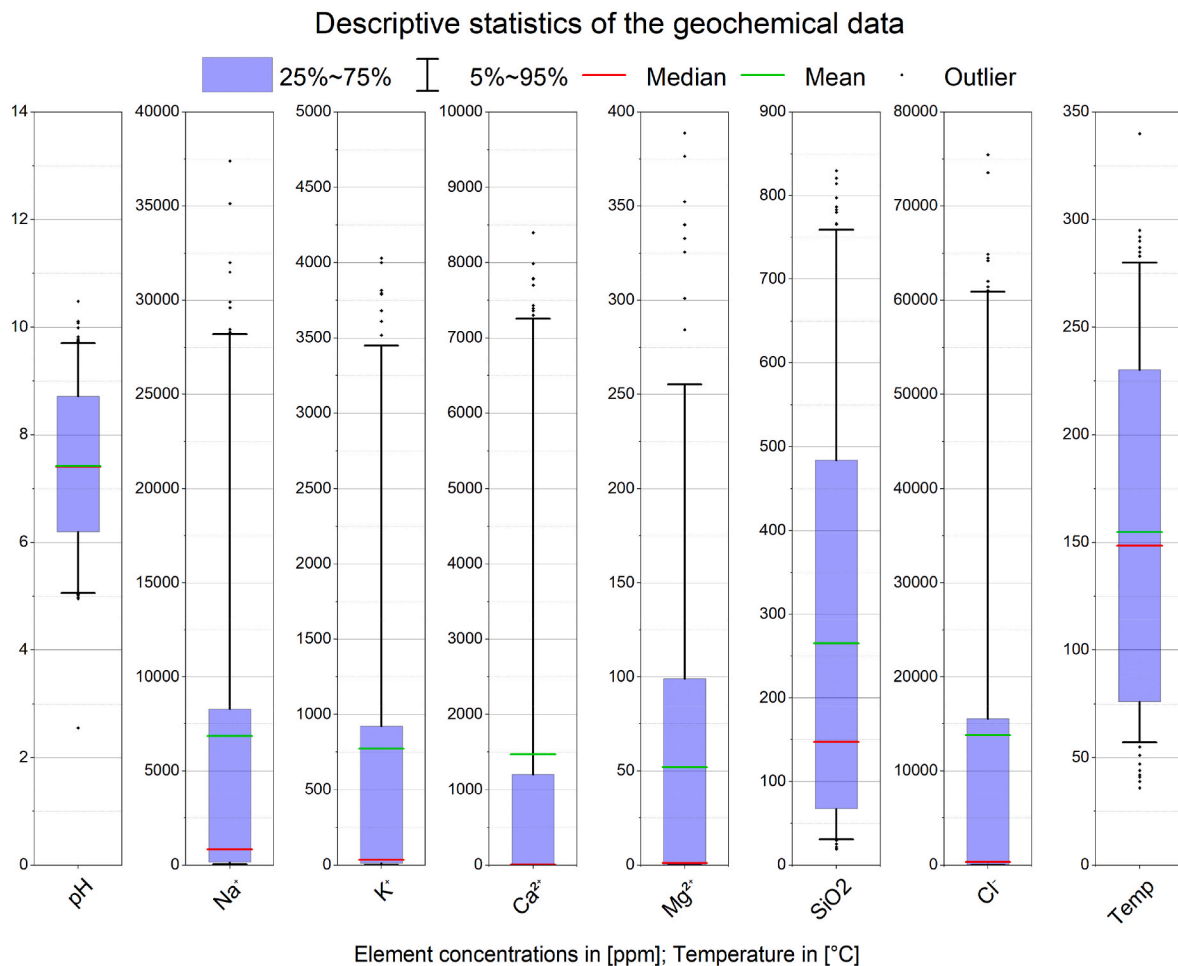 Descriptive statistics of the geochemical data
25%~75% 5%~95% Median Mean Outlier
14 12 10 8 6 4 2 0
40000 35000 30000 25000 20000 15000 10000 5000 0
5000 4500 4000 3500 3000 2500 2000 1500 1000 500 0
10000 9000 8000 7000 6000 5000 4000 3000 2000 1000 0
400 350 300 250 200 150 100 50 0
900 800 700 600 500 400 300 200 100 0
80000 70000 60000 50000 40000 30000 20000 10000 0
350 300 250 200 150 100 50 0
pH Na⁺ K⁺ Ca²⁺ Mg²⁺ SiO2 Cl⁻ Temp
Element concentrations in [ppm]; Temperature in [°C]